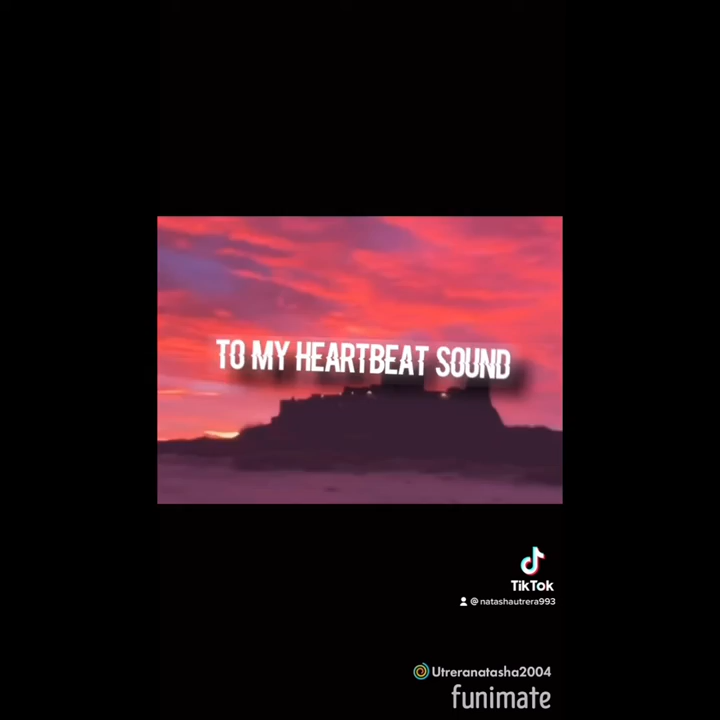 TO MY HEARTBEAT SOUND
TikTok
@natashautrera993
Utreranatasha2004
funimate